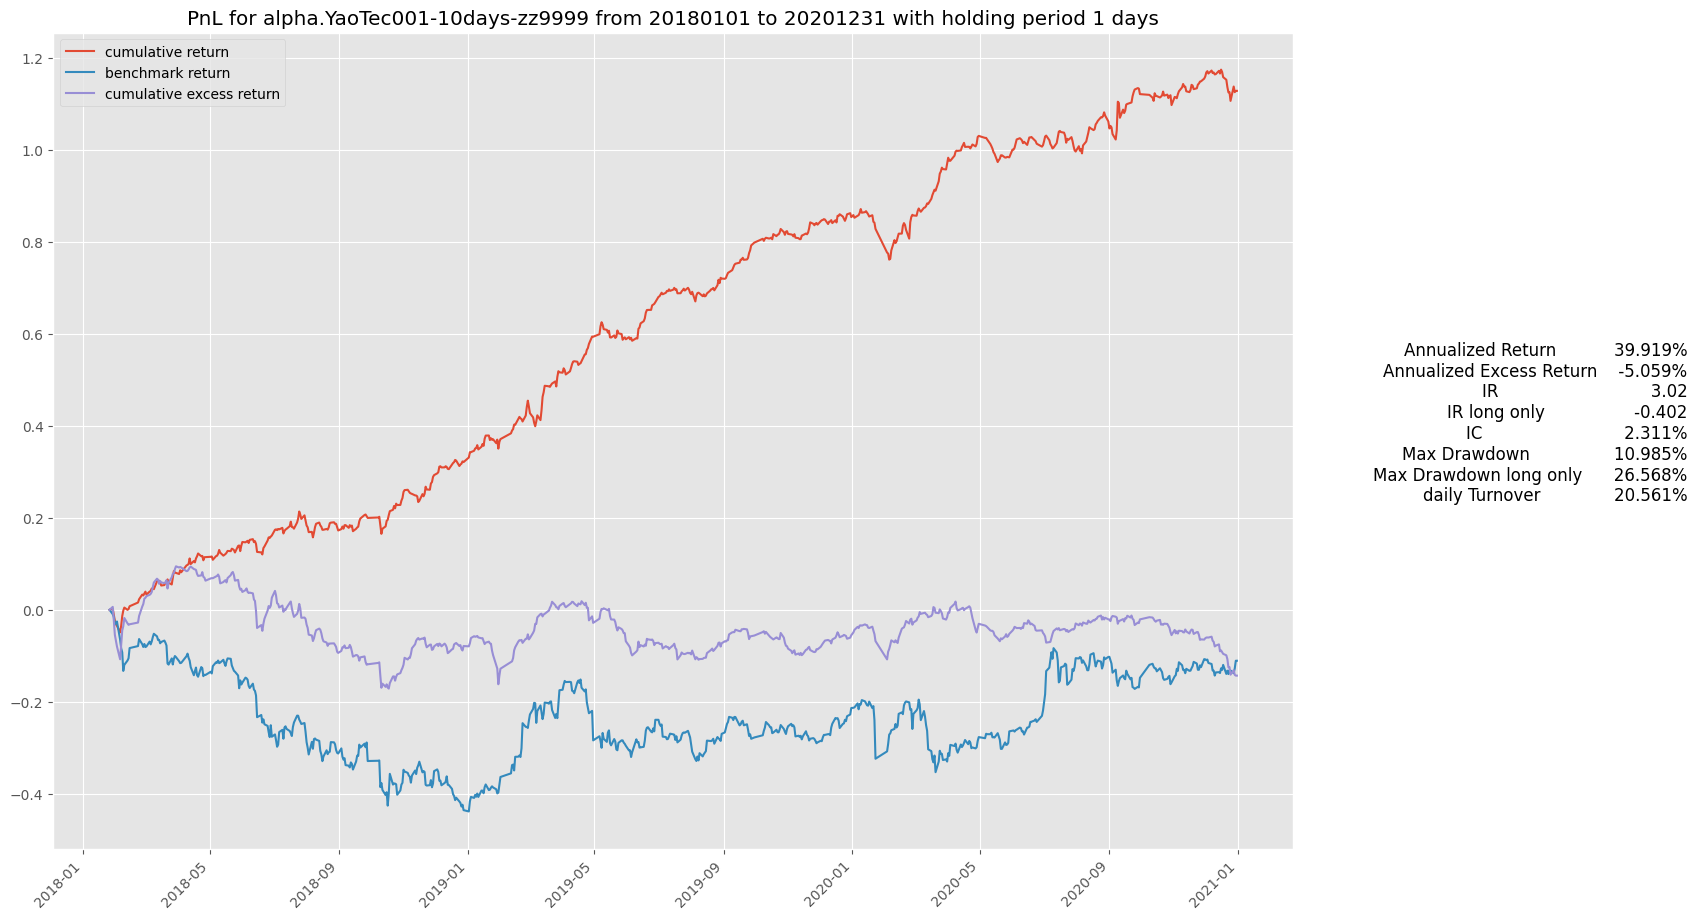 PnL for alpha.YaoTec001-10days-zz9999 from 20180101 to 20201231 with holding period 1 days
cumulative return
benchmark return
cumulative excess return
1.2
1.0
0.8
0.6
0.4
0.2
0.0
−0.2
−0.4
2018-01
2018-05
2018-09
2019-01
2019-05
2019-09
2020-01
2020-05
2020-09
2021-01
Annualized Return 39.919%
Annualized Excess Return -5.059%
IR 3.02
IR long only -0.402
IC 2.311%
Max Drawdown 10.985%
Max Drawdown long only 26.568%
daily Turnover 20.561%